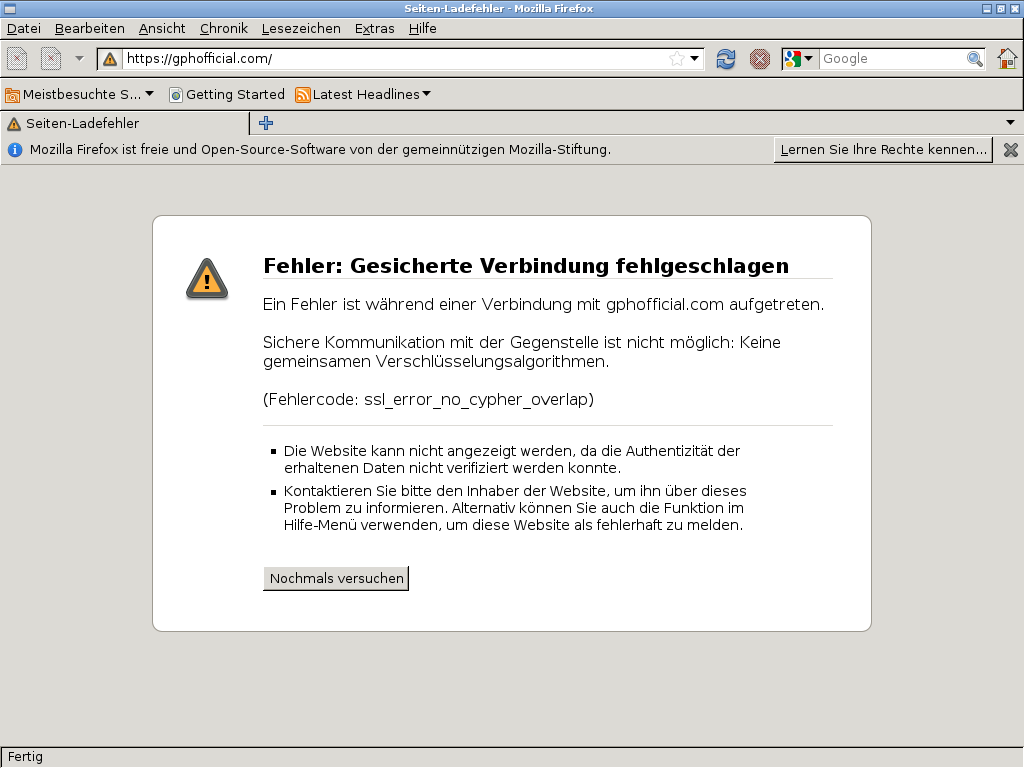 Seiten-Ladefehler - Mozilla Firefox
Datei Bearbeiten Ansicht Chronik Lesezeichen Extras Hilfe
https://gphofficial.com/ Google
Meistbesuchte S... Getting Started Latest Headlines
Seiten-Ladefehler
Mozilla Firefox ist freie und Open-Source-Software von der gemeinnützigen Mozilla-Stiftung. Lernen Sie Ihre Rechte kennen...
Fehler: Gesicherte Verbindung fehlgeschlagen
Ein Fehler ist während einer Verbindung mit gphofficial.com aufgetreten.
Sichere Kommunikation mit der Gegenstelle ist nicht möglich: Keine
gemeinsamen Verschlüsselungsalgorithmen.
(Fehlercode: ssl_error_no_cypher_overlap)
Die Website kann nicht angezeigt werden, da die Authentizität der
erhaltenen Daten nicht verifiziert werden konnte.
Kontaktieren Sie bitte den Inhaber der Website, um ihn über dieses
Problem zu informieren. Alternativ können Sie auch die Funktion im
Hilfe-Menü verwenden, um diese Website als fehlerhaft zu melden.
Nochmals versuchen
Fertig